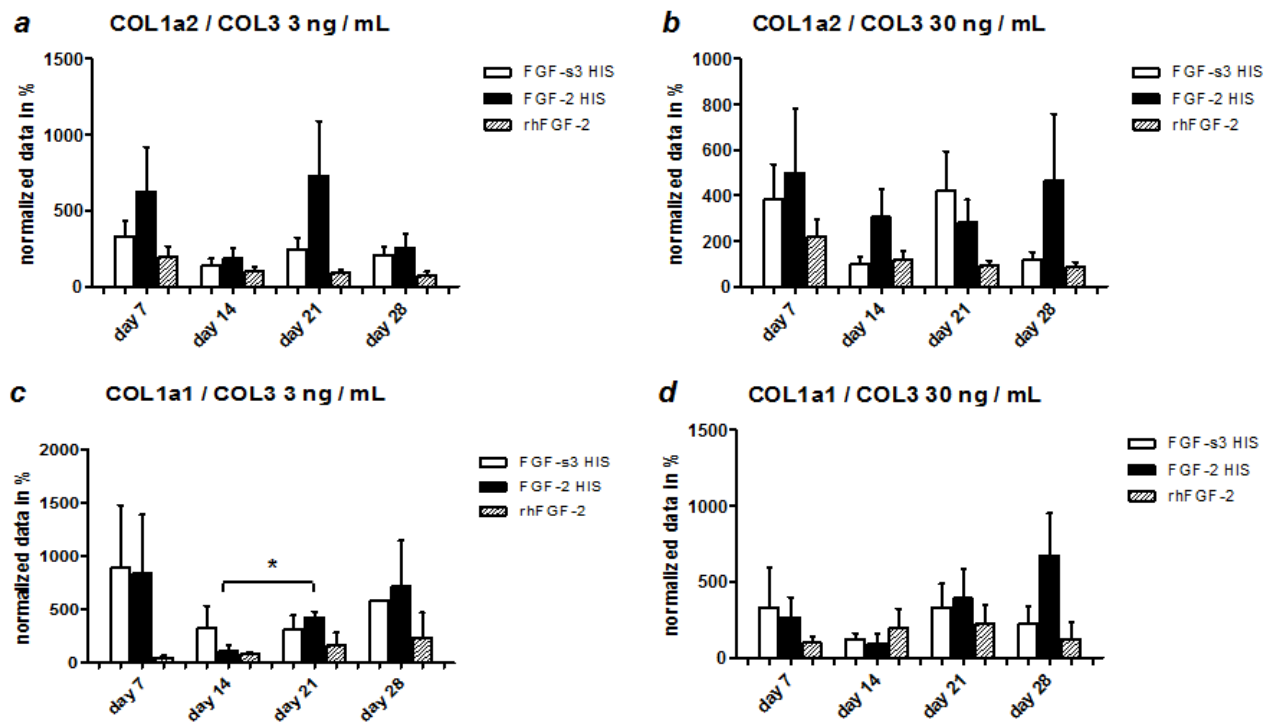 a COL1a2 / COL3 3 ng / mL
normalized data in %
1500
1000
500
0
day 7
day 14
day 21
day 28
FGF-s3 HIS
FGF-2 HIS
rhFGF-2
b COL1a2 / COL3 30 ng / mL
normalized data in %
1000
800
600
400
200
0
day 7
day 14
day 21
day 28
FGF-s3 HIS
FGF-2 HIS
rhFGF-2
c COL1a1 / COL3 3 ng / mL
normalized data in %
2000
1500
1000
500
0
*
day 7
day 14
day 21
day 28
FGF-s3 HIS
FGF-2 HIS
rhFGF-2
d COL1a1 / COL3 30 ng / mL
normalized data in %
1500
1000
500
0
day 7
day 14
day 21
day 28
FGF-s3 HIS
FGF-2 HIS
rhFGF-2